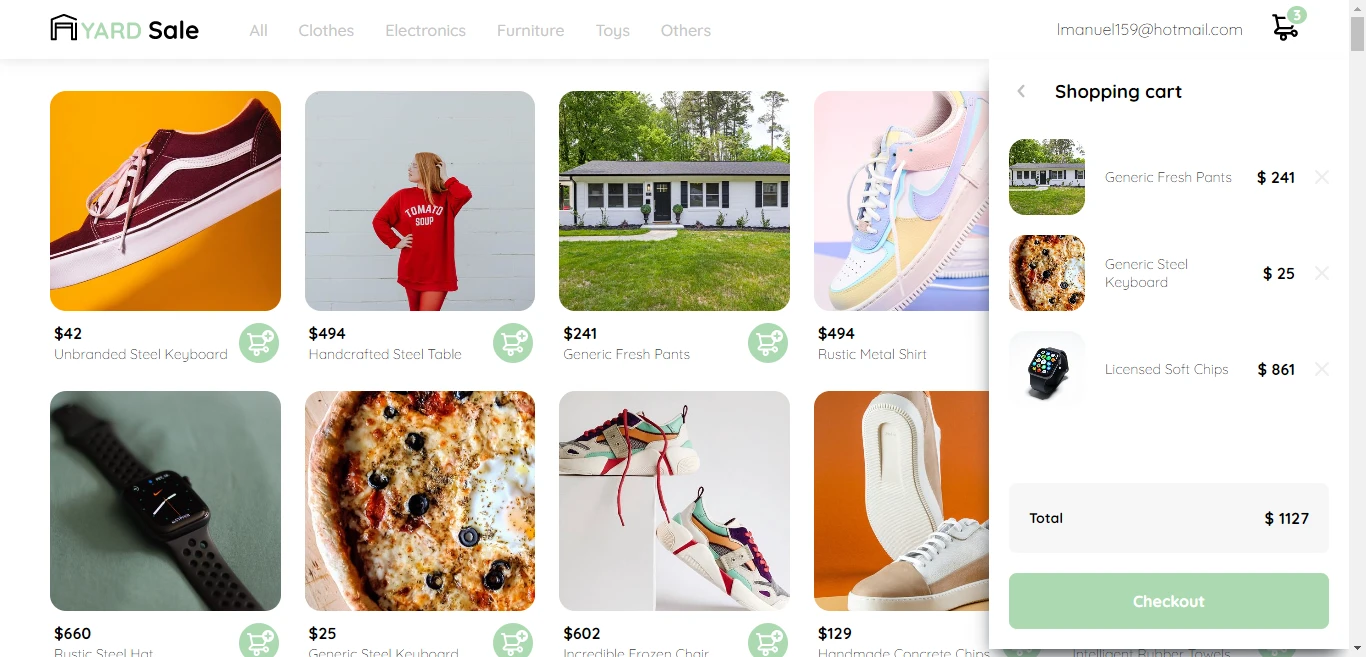 YARD Sale
All Clothes Electronics Furniture Toys Others
lmanuel159@hotmail.com
3
Shopping cart
Generic Fresh Pants $ 241
Generic Steel
Keyboard $ 25
Licensed Soft Chips $ 861
Total $ 1127
Checkout
TOMATO
SOUP
$42
Unbranded Steel Keyboard
$494
Handcrafted Steel Table
$241
Generic Fresh Pants
$494
Rustic Metal Shirt
$660
Rustic Steel Hat
$25
Generic Steel Keyboard
$602
Incredible Frozen Chair
$129
Handmade Concrete Chips
Intelligent Rubber Towels